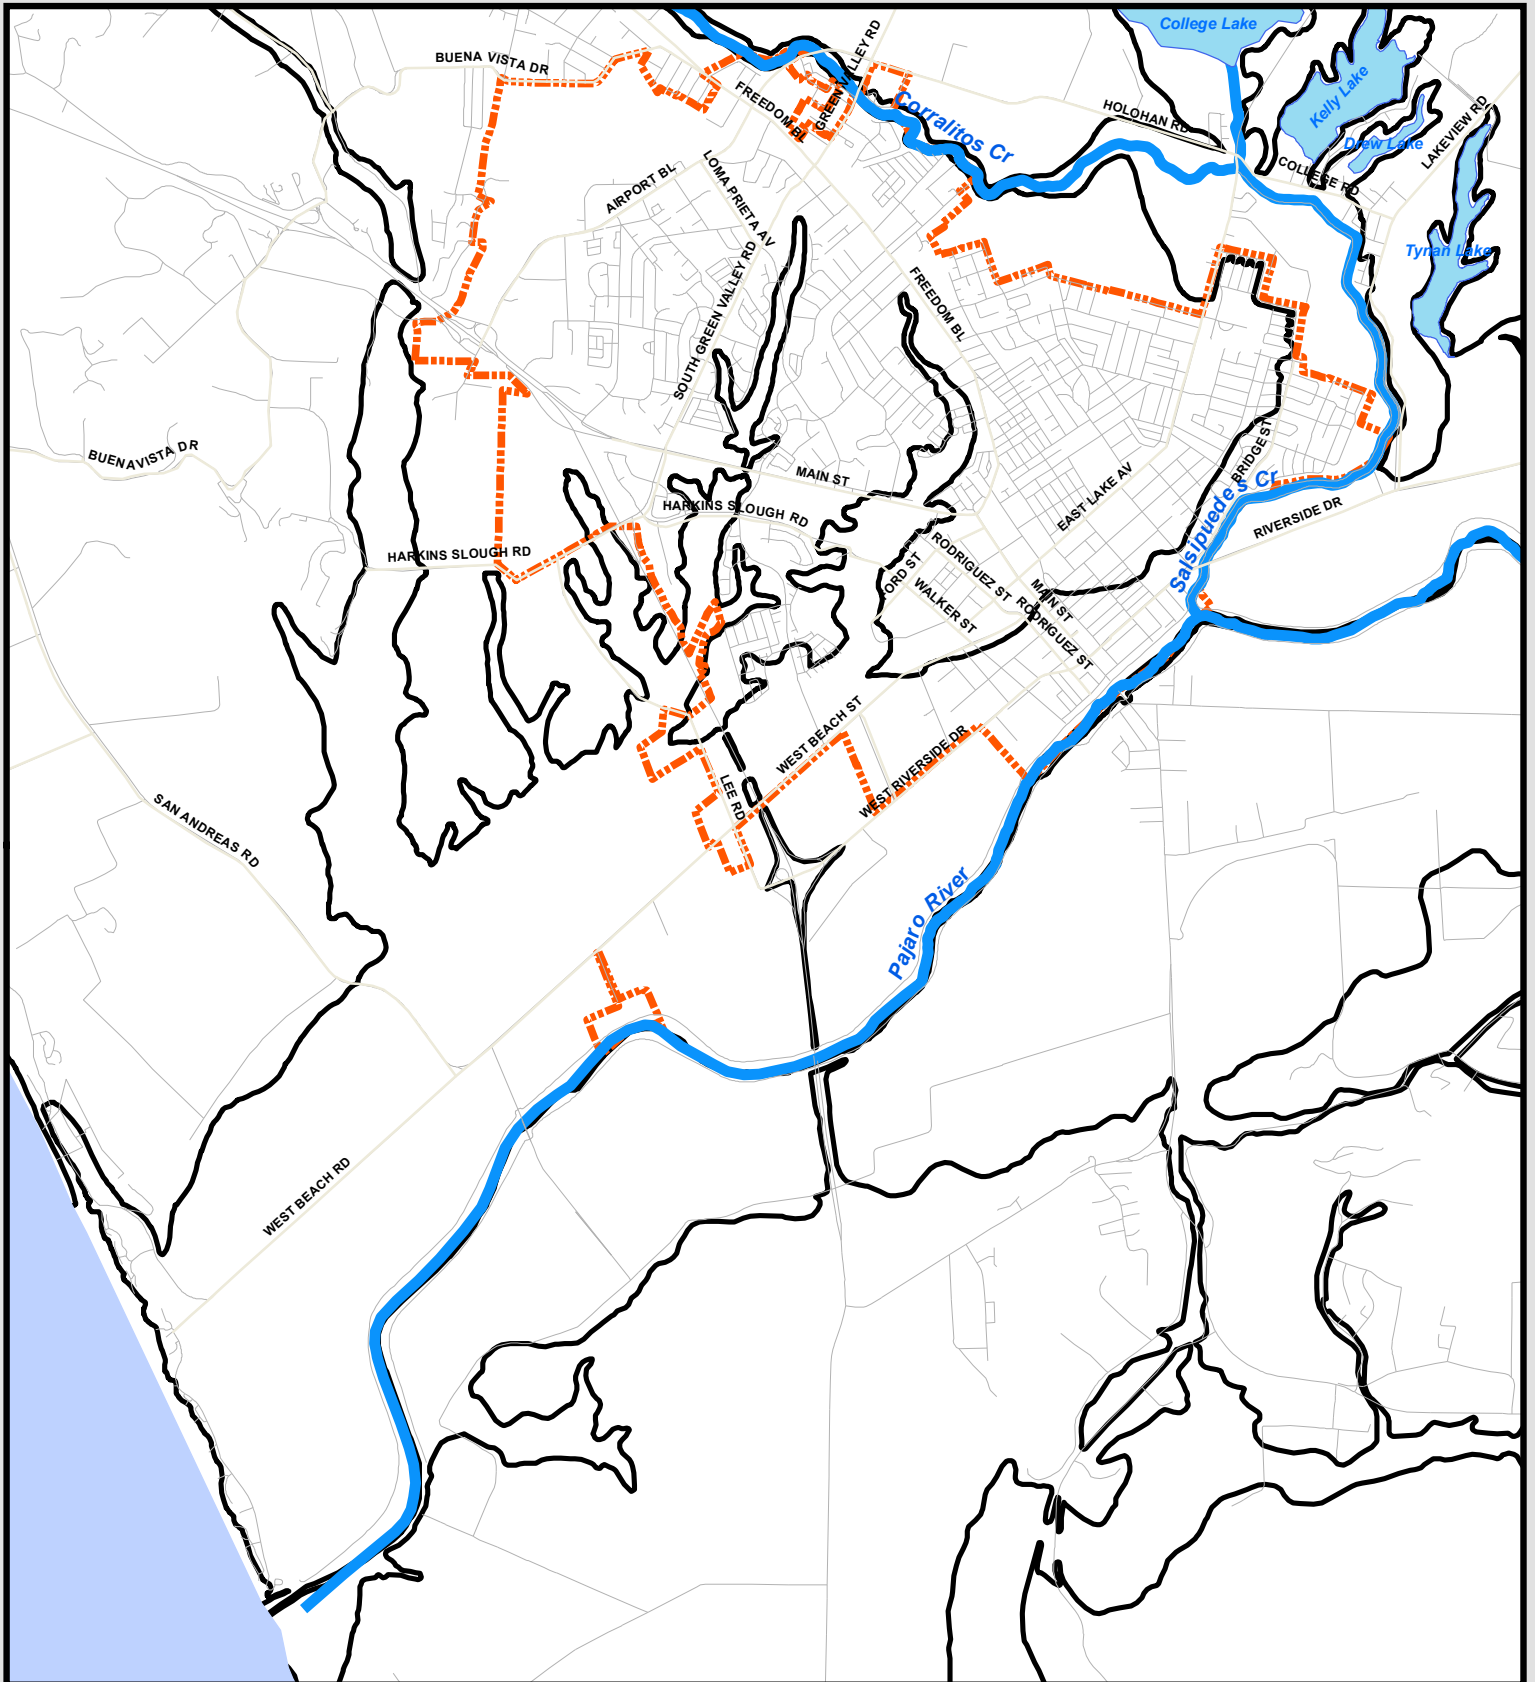 College Lake
BUENA VISTA DR
GREEN VALLEY RD
Kelly Lake
FREEDOM BL
Corralitos Cr
HOLOHAN RD
Drew Lake
LAKEVIEW RD
COLLEGE RD
AIRPORT BL
LOMA PRIETA AV
Tynan Lake
SOUTH GREEN VALLEY RD
FREEDOM BL
BUENA VISTA DR
MAIN ST
BRIDGE ST
EAST LAKE AV
HARKINS SLOUGH RD
Salsipuedes Cr
RIVERSIDE DR
HARKINS SLOUGH RD
RODRIGUEZ ST
FORD ST
WALKER ST
MAIN ST
RODRIGUEZ ST
WEST BEACH ST
WEST RIVERSIDE DR
LEE RD
SAN ANDREAS RD
Pajaro River
WEST BEACH RD